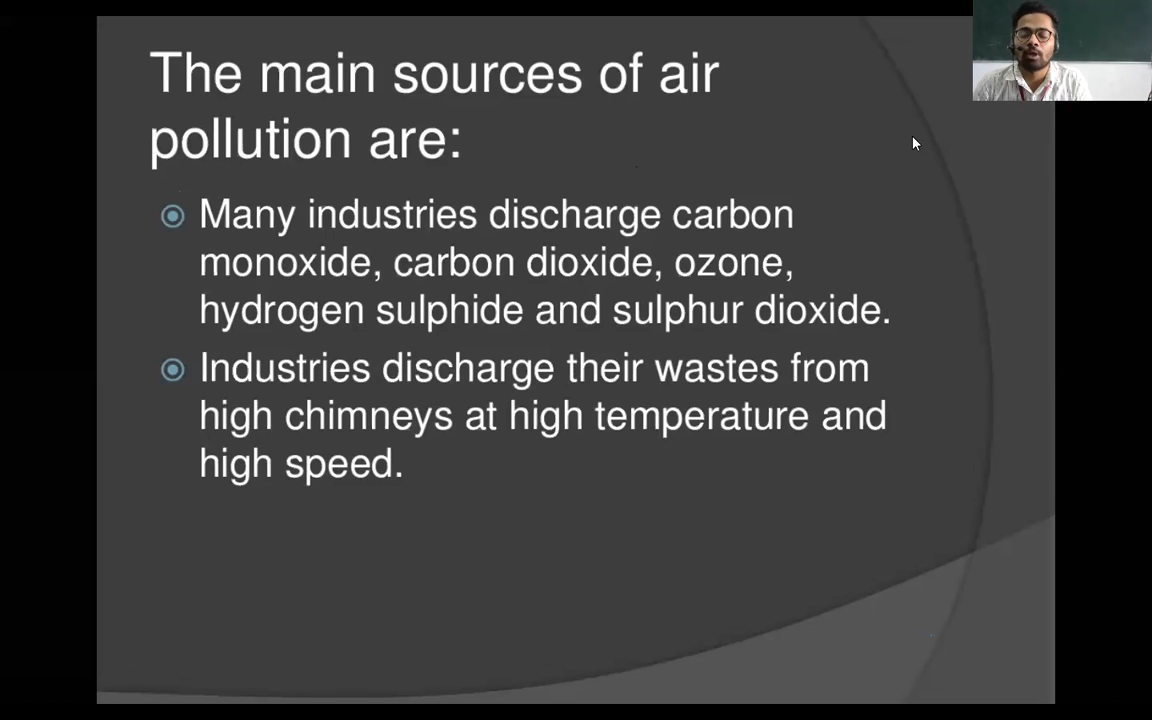 The main sources of air
pollution are:
Many industries discharge carbon
monoxide, carbon dioxide, ozone,
hydrogen sulphide and sulphur dioxide.
Industries discharge their wastes from
high chimneys at high temperature and
high speed.